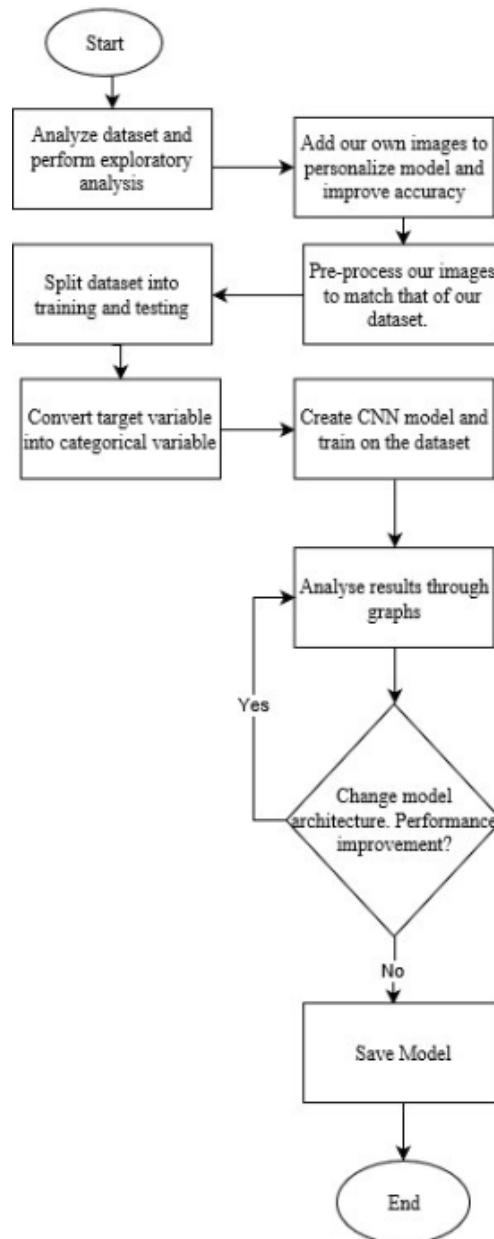 Start
Analyze dataset and
perform exploratory
analysis
Add our own images to
personalize model and
improve accuracy
Pre-process our images
to match that of our
dataset.
Split dataset into
training and testing
Convert target variable
into categorical variable
Create CNN model and
train on the dataset
Analyse results through
graphs
Yes
Change model
architecture. Performance
improvement?
No
Save Model
End